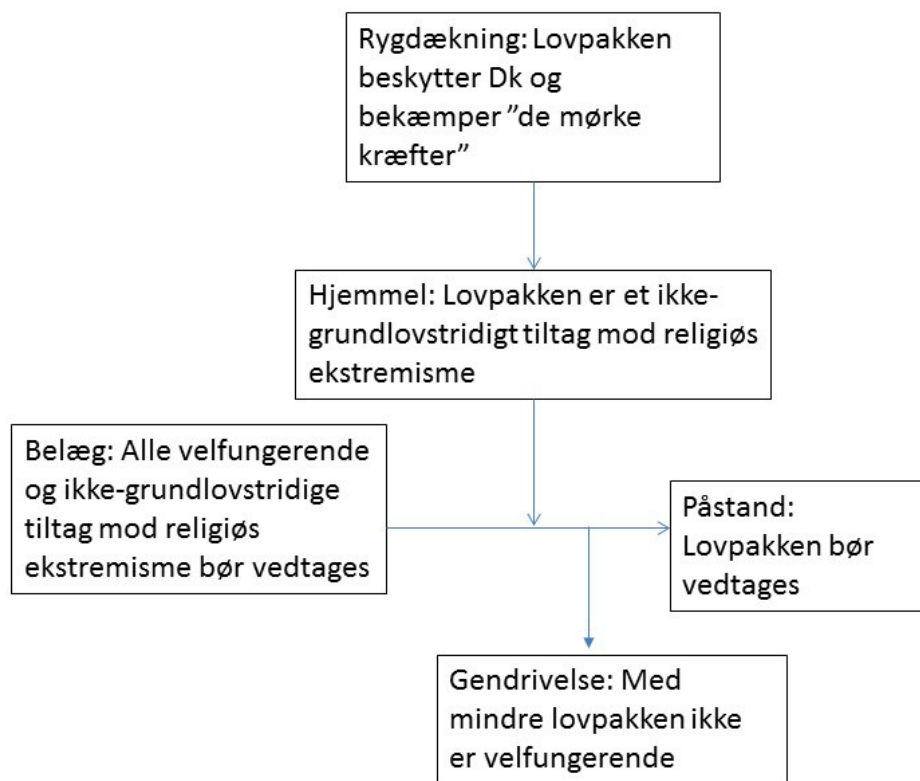 Rygdækning: Lovpakken
beskytter Dk og
bekæmper ”de mørke
kræfter”
Hjemmel: Lovpakken er et ikke-
grundlovstridigt tiltag mod religiøs
ekstremisme
Belæg: Alle velfungerende
og ikke-grundlovstridige
tiltag mod religiøs
ekstremisme bør vedtages
Påstand:
Lovpakken bør
vedtages
Gendrivelse: Med
mindre lovpakken ikke
er velfungerende